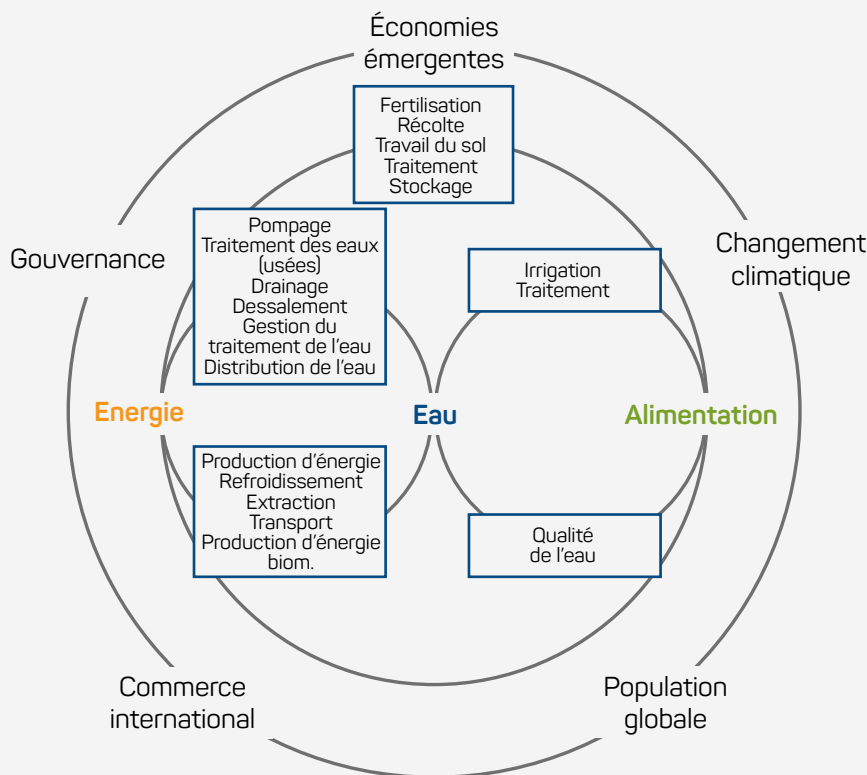 Économies
émergentes
Fertilisation
Récolte
Travail du sol
Traitement
Stockage
Gouvernance
Pompage
Traitement des eaux
(usées)
Drainage
Dessalement
Gestion du
traitement de l'eau
Distribution de l'eau
Irrigation
Traitement
Changement
climatique
Energie
Eau
Alimentation
Production d'énergie
Refroidissement
Extraction
Transport
Production d'énergie
biom.
Qualité
de l'eau
Commerce
international
Population
globale